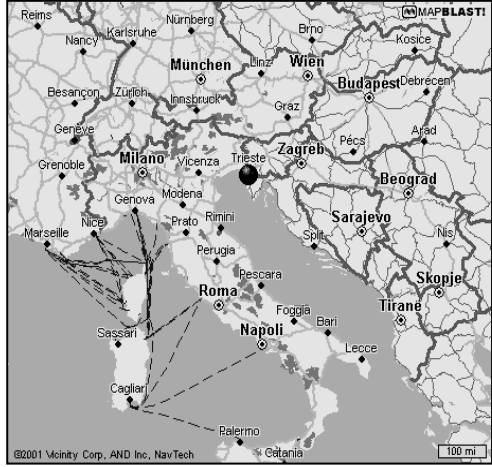 Reims
Nürnberg
MAPBLAST!
Karlsruhe
Brno
Kosice
Nancy
München
Linz
Wien
Budapest
Debrecen
Besançon
Zürich
Innsbruck
Graz
Genève
Pécs
Arad
Grenoble
Milano
Vicenza
Trieste
Zagreb
Beograd
Genova
Modena
Marseille
Nice
Prato
Rimini
Sarajevo
Split
Nis
Perugia
Pescara
Skopje
Roma
Foggia
Tiranë
Sassari
Napoli
Bari
Lecce
Cagliari
Palermo
Catania
©2001 Vicinity Corp, AND Inc, NavTech
100 mi